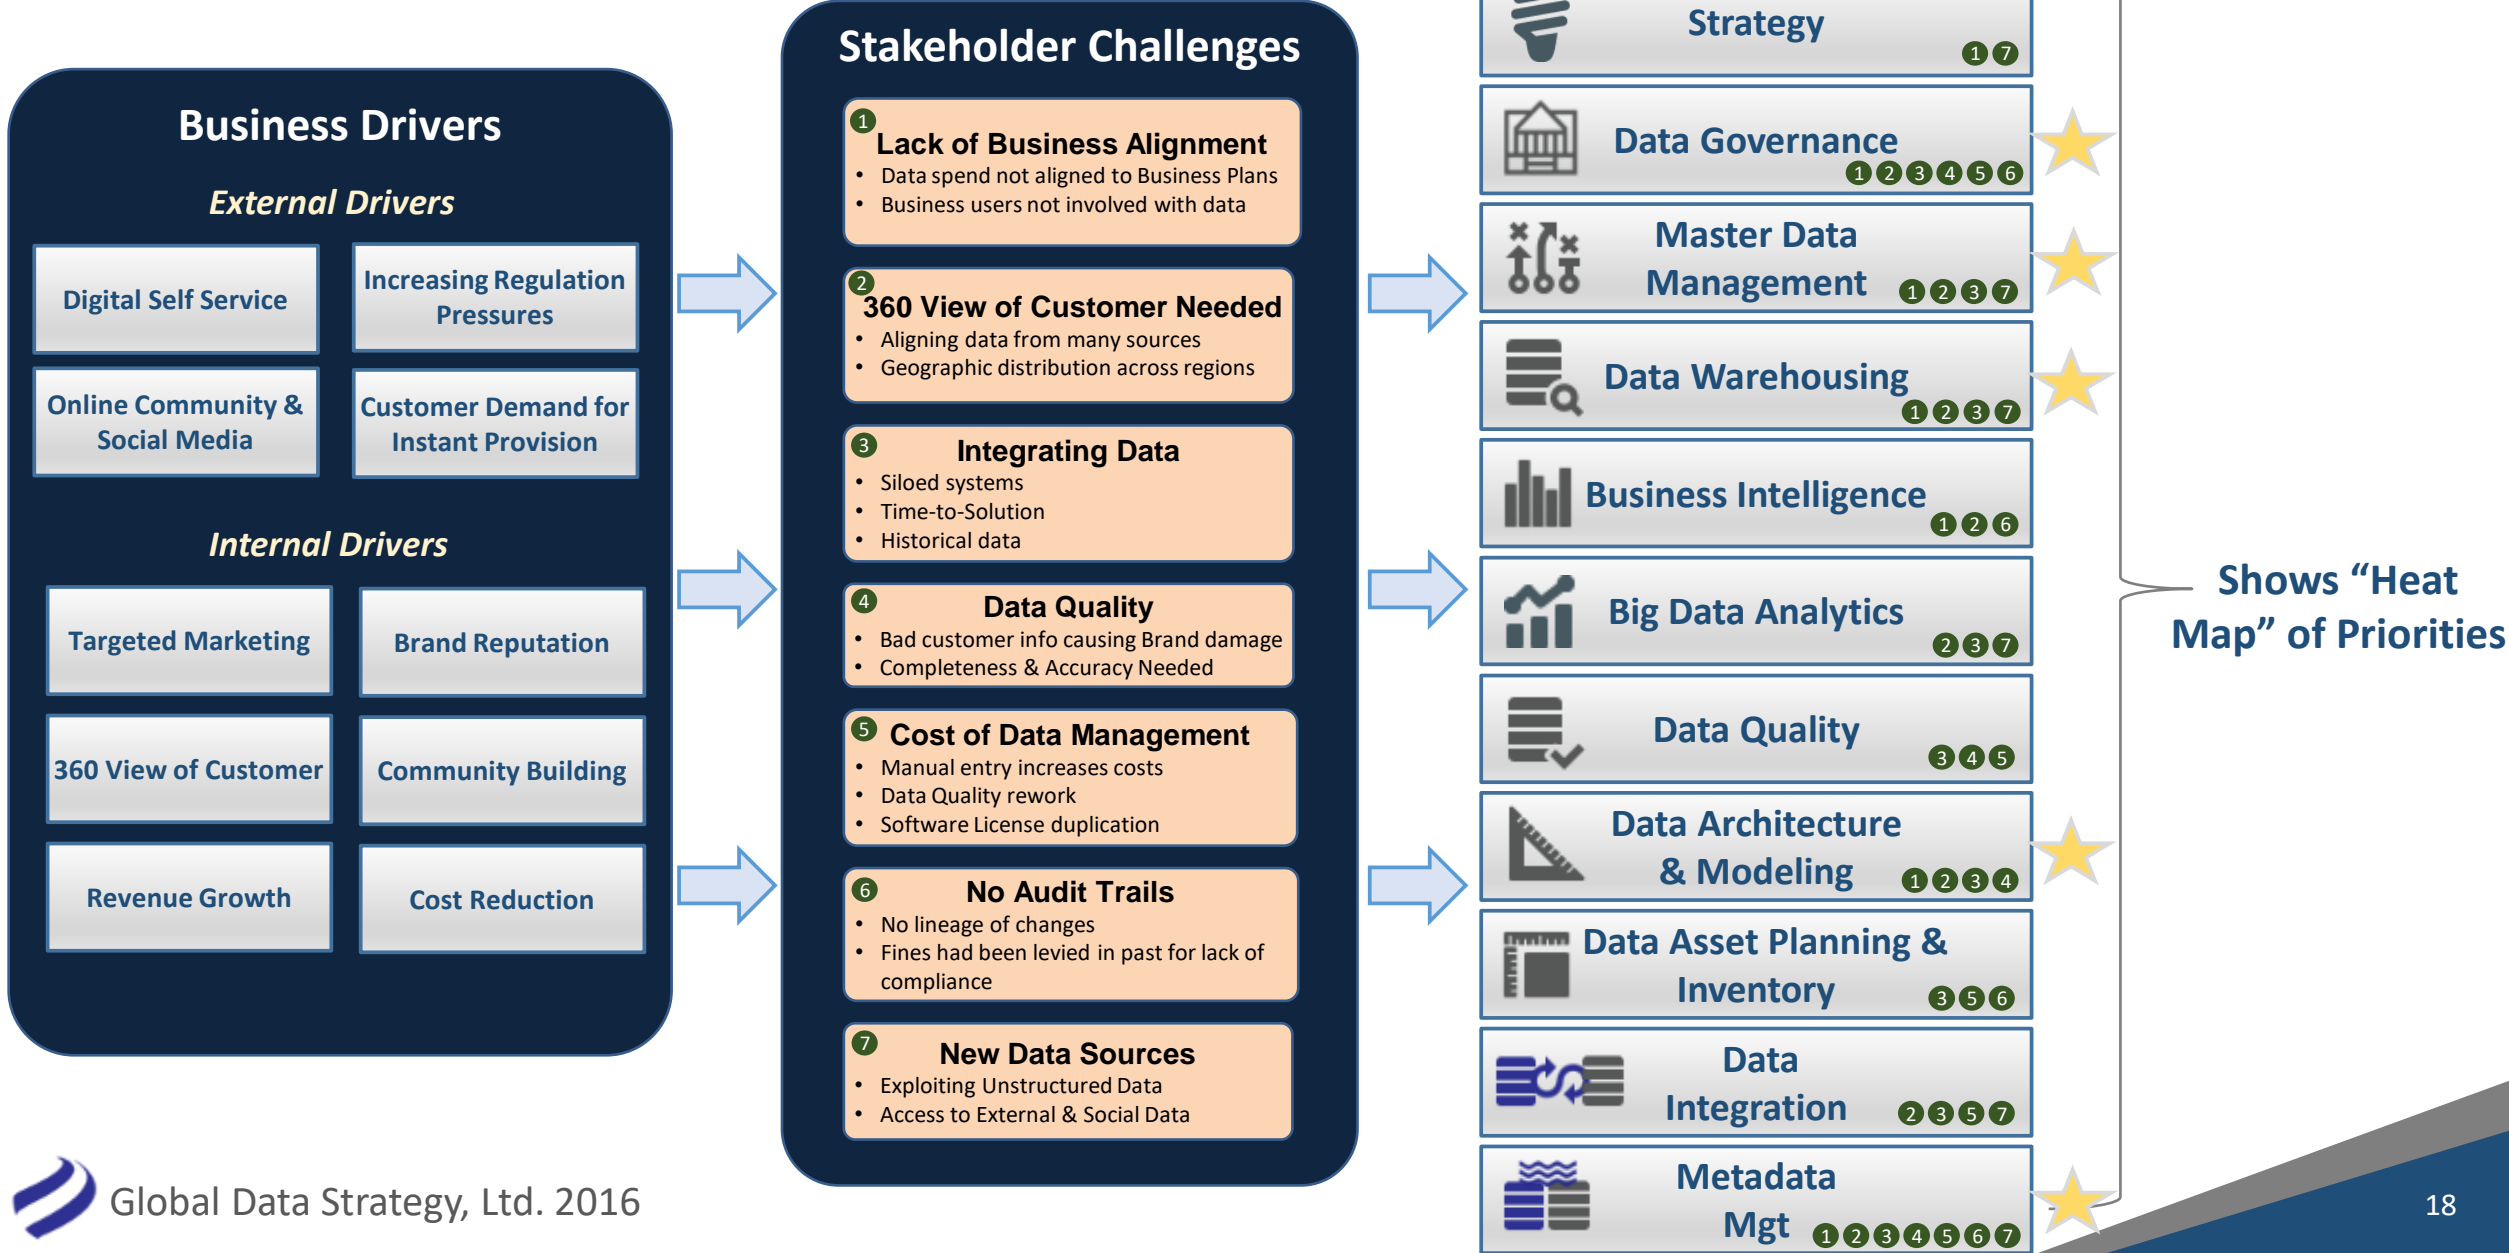 Business Drivers
External Drivers
Digital Self Service
Increasing Regulation
Pressures
Online Community &
Social Media
Customer Demand for
Instant Provision
Internal Drivers
Targeted Marketing
Brand Reputation
360 View of Customer
Community Building
Revenue Growth
Cost Reduction
Stakeholder Challenges
1
Lack of Business Alignment
• Data spend not aligned to Business Plans
• Business users not involved with data
2
360 View of Customer Needed
• Aligning data from many sources
• Geographic distribution across regions
3
Integrating Data
• Siloed systems
• Time-to-Solution
• Historical data
4
Data Quality
• Bad customer info causing Brand damage
• Completeness & Accuracy Needed
5
Cost of Data Management
• Manual entry increases costs
• Data Quality rework
• Software License duplication
6
No Audit Trails
• No lineage of changes
• Fines had been levied in past for lack of
compliance
7
New Data Sources
• Exploiting Unstructured Data
• Access to External & Social Data
Strategy
1 7
Data Governance
1 2 3 4 5 6
Master Data
Management 1 2 3 7
Data Warehousing
1 2 3 7
Business Intelligence
1 2 6
Big Data Analytics
2 3 7
Data Quality
3 4 5
Data Architecture
& Modeling 1 2 3 4
Data Asset Planning &
Inventory 3 5 6
Data
Integration 2 3 5 7
Metadata
Mgt 1 2 3 4 5 6 7
Shows “Heat
Map” of Priorities
Global Data Strategy, Ltd. 2016
18